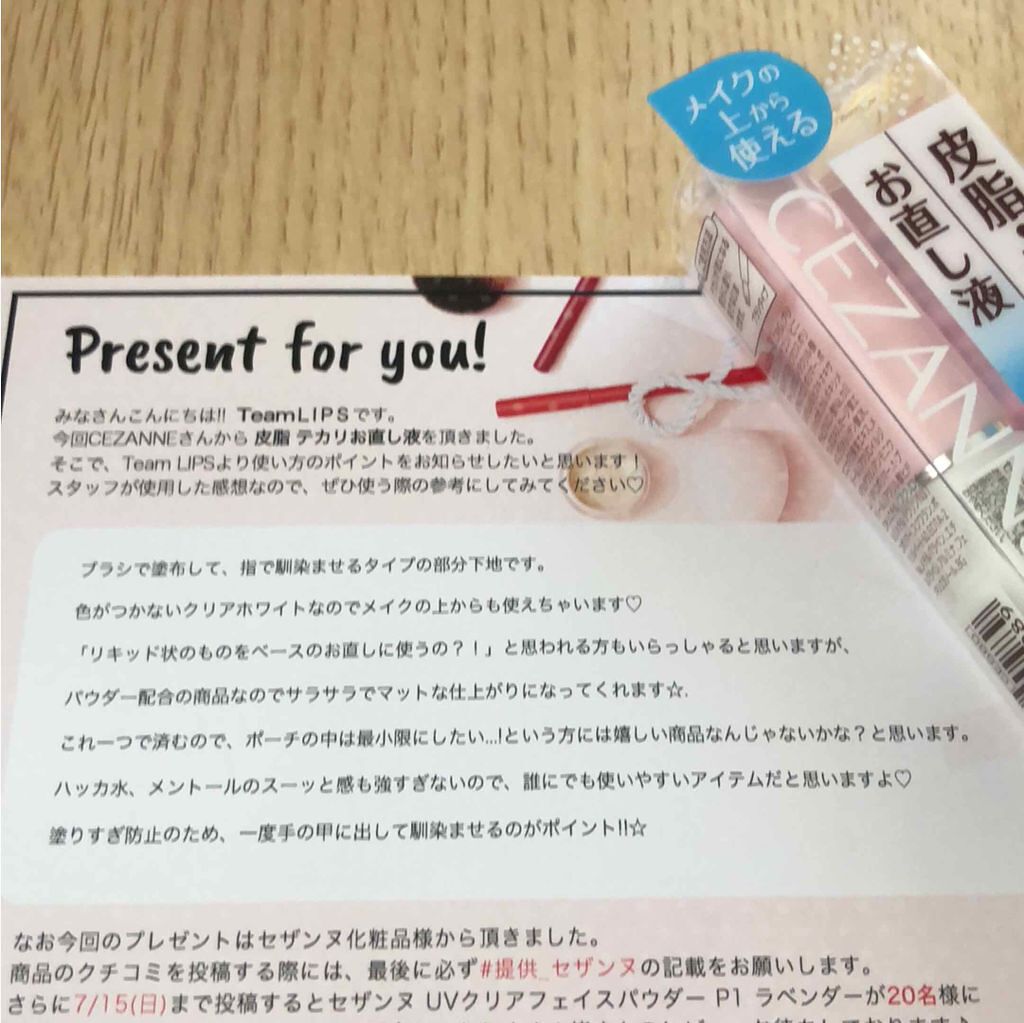 メイクの
上から
使える
皮脂
お直し液
CEZANN
Present for you!
みなさんこんにちは!! TeamLIPSです。
今回CEZANNEさんから 皮脂 テカリお直し液を頂きました。
そこで、Team LIPSより使い方のポイントをお知らせしたいと思います！
スタッフが使用した感想なので、ぜひ使う際の参考にしてみてください♡
ブラシで塗布して、指で馴染ませるタイプの部分下地です。
色がつかないクリアホワイトなのでメイクの上からも使えちゃいます♡
「リキッド状のものをベースのお直しに使うの？！」と思われる方もいらっしゃると思いますが、
パウダー配合の商品なのでサラサラでマットな仕上がりになってくれます☆.
これ一つで済むので、ポーチの中は最小限にしたい...!という方には嬉しい商品なんじゃないかな？と思います。
ハッカ水、メントールのスーッと感も強すぎないので、誰にでも使いやすいアイテムだと思いますよ♡
塗りすぎ防止のため、一度手の甲に出して馴染ませるのがポイント!!☆
なお今回のプレゼントはセザンヌ化粧品様から頂きました。
商品のクチコミを投稿する際には、最後に必ず#提供_セザンヌの記載をお願いします。
さらに7/15(日)まで投稿するとセザンヌ UVクリアフェイスパウダー P1 ラベンダーが20名様に